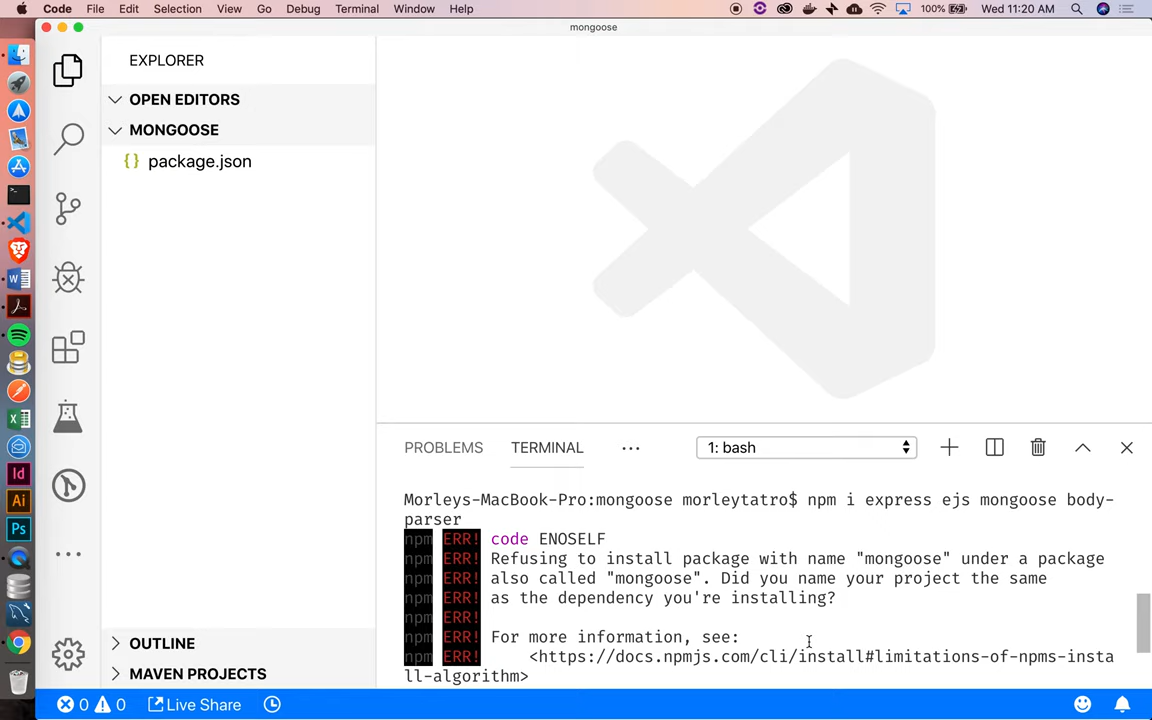 Code File Edit Selection View Go Debug Terminal Window Help 100% Wed 11:20 AM
mongoose
EXPLORER
OPEN EDITORS
MONGOOSE
{} package.json
OUTLINE
MAVEN PROJECTS
PROBLEMS TERMINAL ... 1: bash
Morleys-MacBook-Pro:mongoose morleytatro$ npm i express ejs mongoose body-
parser
npm ERR! code ENOSELF
npm ERR! Refusing to install package with name "mongoose" under a package
npm ERR! also called "mongoose". Did you name your project the same
npm ERR! as the dependency you're installing?
npm ERR!
npm ERR! For more information, see:
npm ERR! <https://docs.npmjs.com/cli/install#limitations-of-npms-insta
ll-algorithm>
0 0 Live Share
Id
Ai
Ps